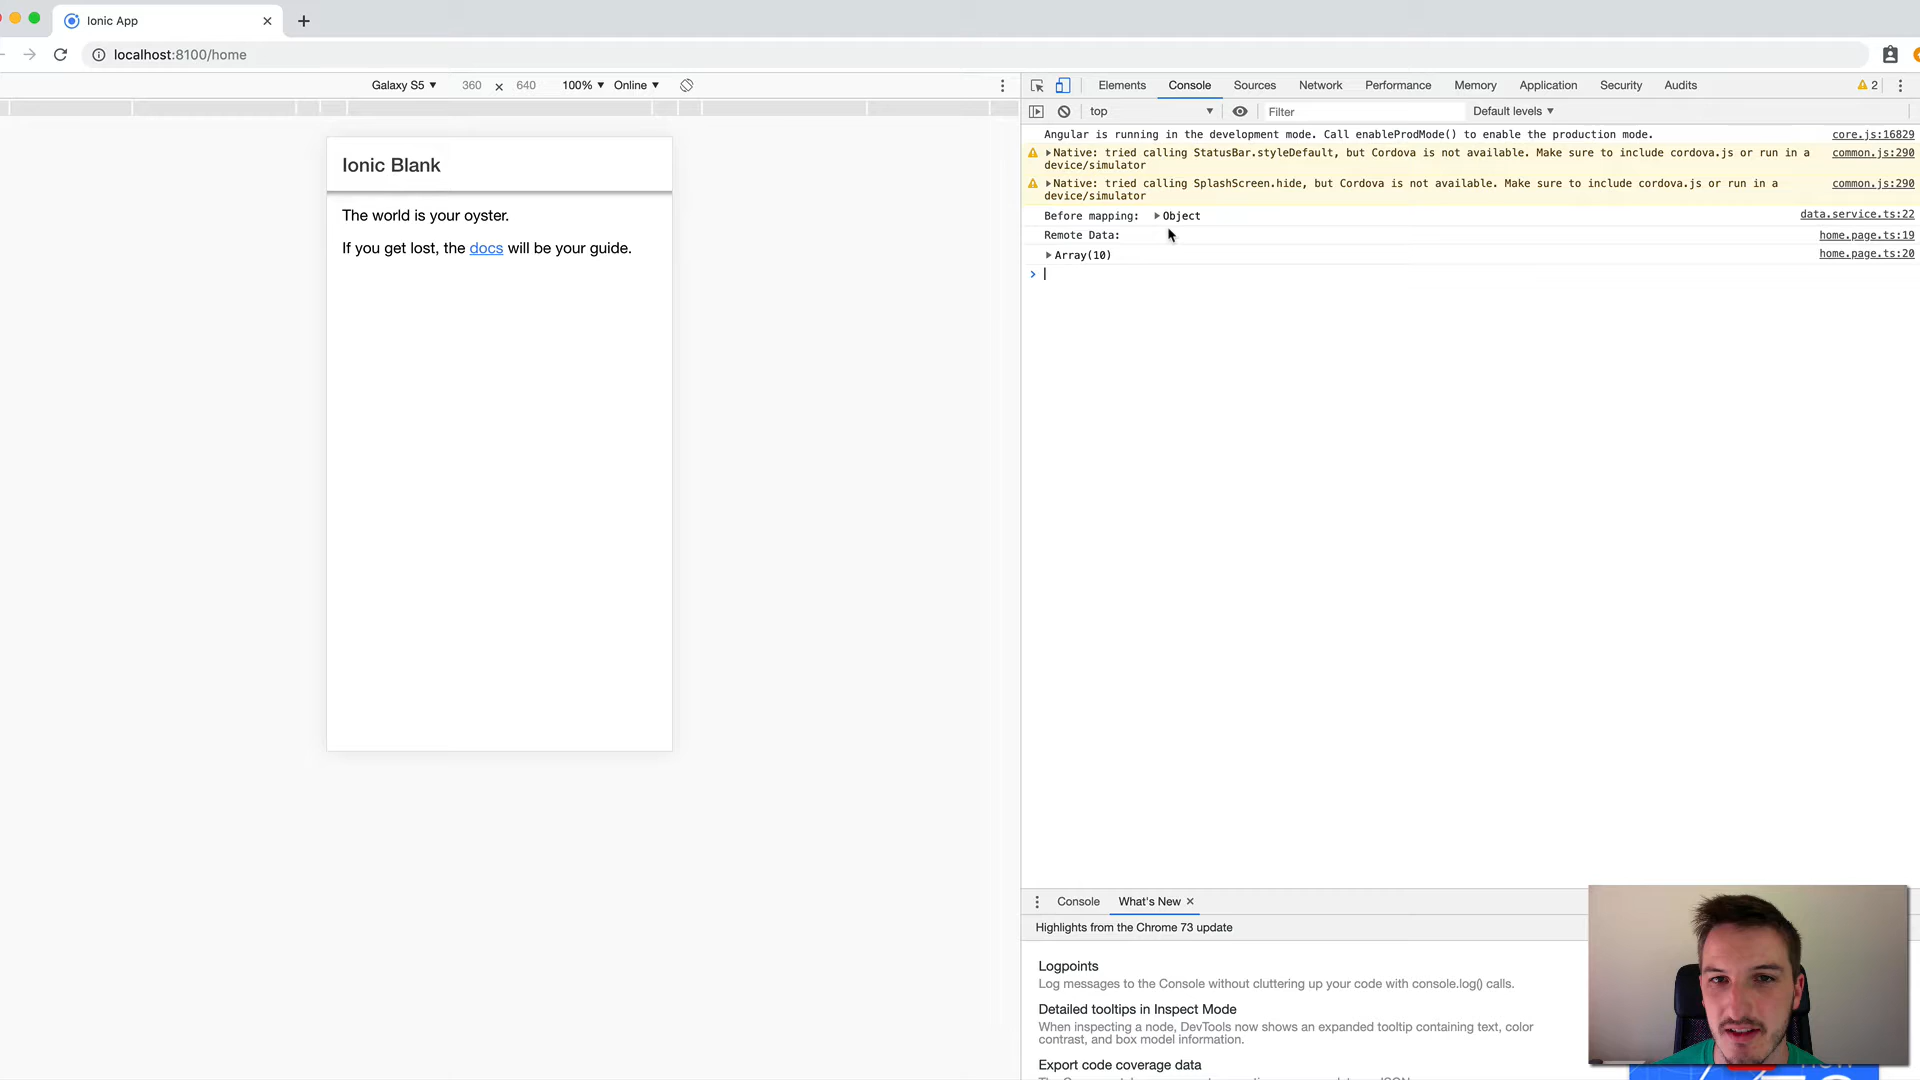 Ionic App
localhost:8100/home
Galaxy S5 360 × 640 100% Online
Elements Console Sources Network Performance Memory Application Security Audits 2
top Filter Default levels
Angular is running in the development mode. Call enableProdMode() to enable the production mode. core.js:16829
Native: tried calling StatusBar.styleDefault, but Cordova is not available. Make sure to include cordova.js or run in a common.js:290
device/simulator
Native: tried calling SplashScreen.hide, but Cordova is not available. Make sure to include cordova.js or run in a common.js:290
device/simulator
Before mapping: Object data.service.ts:22
Remote Data: home.page.ts:19
Array(10) home.page.ts:20
Ionic Blank
The world is your oyster.
If you get lost, the docs will be your guide.
Console What's New
Highlights from the Chrome 73 update
Logpoints
Log messages to the Console without cluttering up your code with console.log() calls.
Detailed tooltips in Inspect Mode
When inspecting a node, DevTools now shows an expanded tooltip containing text, color
contrast, and box model information.
Export code coverage data